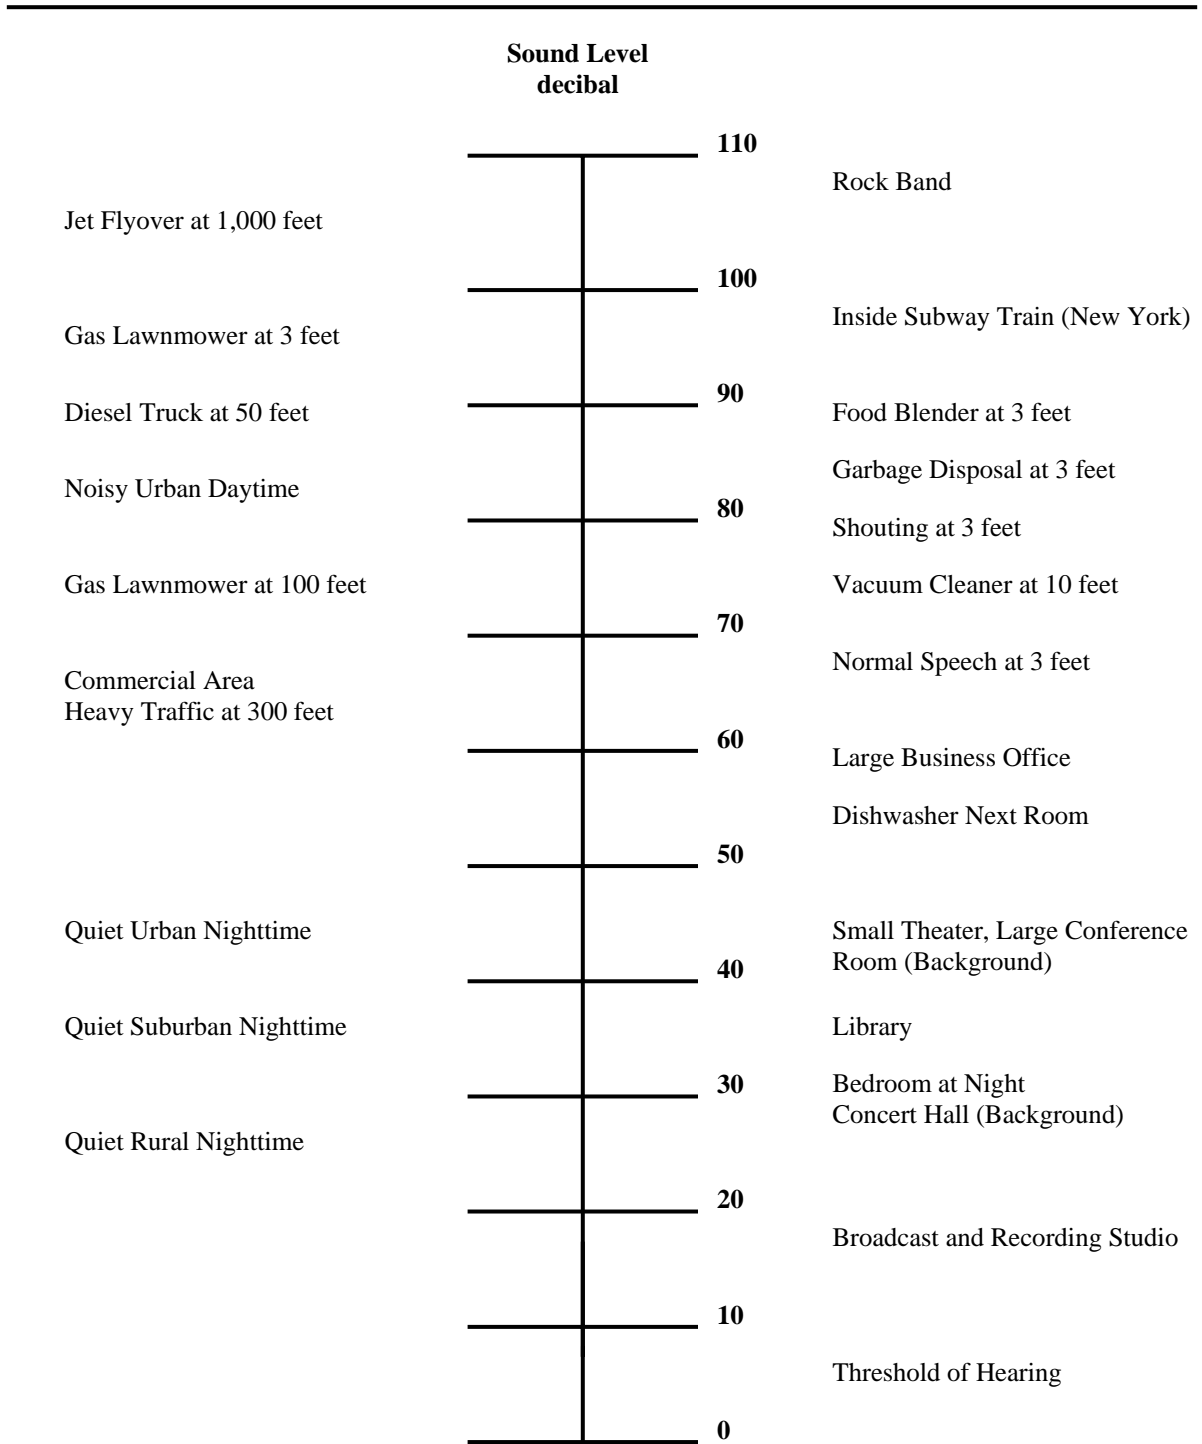 Sound Level
decibal
110
Rock Band
Jet Flyover at 1,000 feet
100
Inside Subway Train (New York)
Gas Lawnmower at 3 feet
90
Diesel Truck at 50 feet
Food Blender at 3 feet
Garbage Disposal at 3 feet
Noisy Urban Daytime
80
Shouting at 3 feet
Gas Lawnmower at 100 feet
Vacuum Cleaner at 10 feet
70
Normal Speech at 3 feet
Commercial Area
Heavy Traffic at 300 feet
60
Large Business Office
Dishwasher Next Room
50
Quiet Urban Nighttime
Small Theater, Large Conference
Room (Background)
40
Quiet Suburban Nighttime
Library
30
Bedroom at Night
Concert Hall (Background)
Quiet Rural Nighttime
20
Broadcast and Recording Studio
10
Threshold of Hearing
0